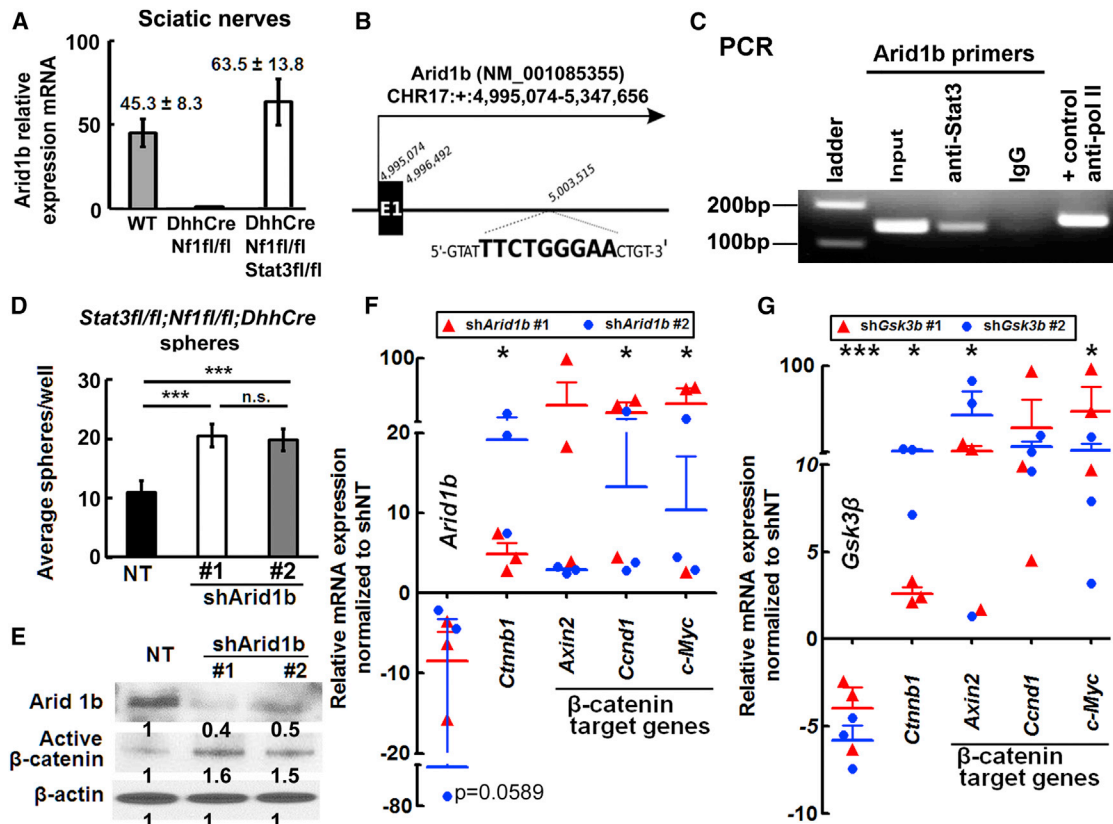 A
Sciatic nerves
Arid1b relative
expression mRNA
100
50
0
45.3 ± 8.3
63.5 ± 13.8
WT
DhhCre
Nf1fl/fl
DhhCre
Nf1fl/fl
Stat3fl/fl
B
Arid1b (NM_001085355)
CHR17:+:4,995,074-5,347,656
4,995,074
4,996,492
5,003,515
E1
5'-GTATTTCTGGGAACTGT-3'
C
PCR
Arid1b primers
ladder
Input
anti-Stat3
IgG
+ control
anti-pol II
200bp
100bp
D
Stat3fl/fl;Nf1fl/fl;DhhCre
spheres
Average spheres/well
30
20
10
0
***
***
n.s.
NT
#1
#2
shArid1b
E
NT
shArid1b
#1
#2
Arid 1b
1
0.4
0.5
Active
β-catenin
1
1.6
1.5
β-actin
1
1
1
F
shArid1b #1
shArid1b #2
Relative mRNA expression
normalized to shNT
100
20
20
10
0
-10
-20
-80
*
*
*
Arid1b
Ctnnb1
Axin2
Ccnd1
c-Myc
β-catenin
target genes
p=0.0589
G
shGsk3b #1
shGsk3b #2
Relative mRNA expression
normalized to shNT
100
10
10
5
0
-5
-10
***
*
*
*
Gsk3β
Ctnnb1
Axin2
Ccnd1
c-Myc
β-catenin
target genes